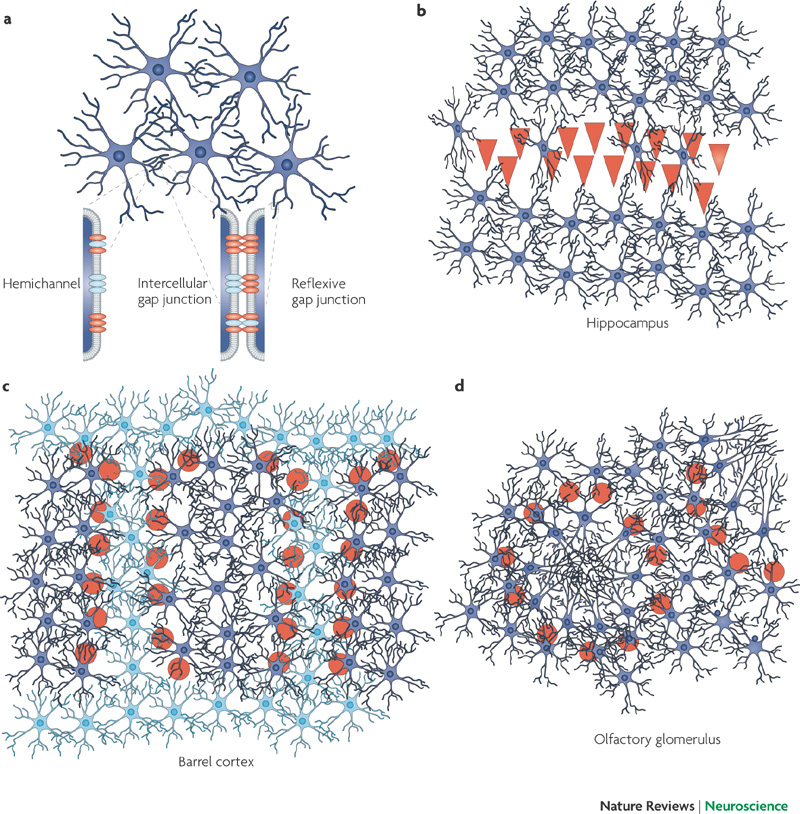 a
Hemichannel
Intercellular
gap junction
Reflexive
gap junction
b
Hippocampus
c
Barrel cortex
d
Olfactory glomerulus
Nature Reviews | Neuroscience